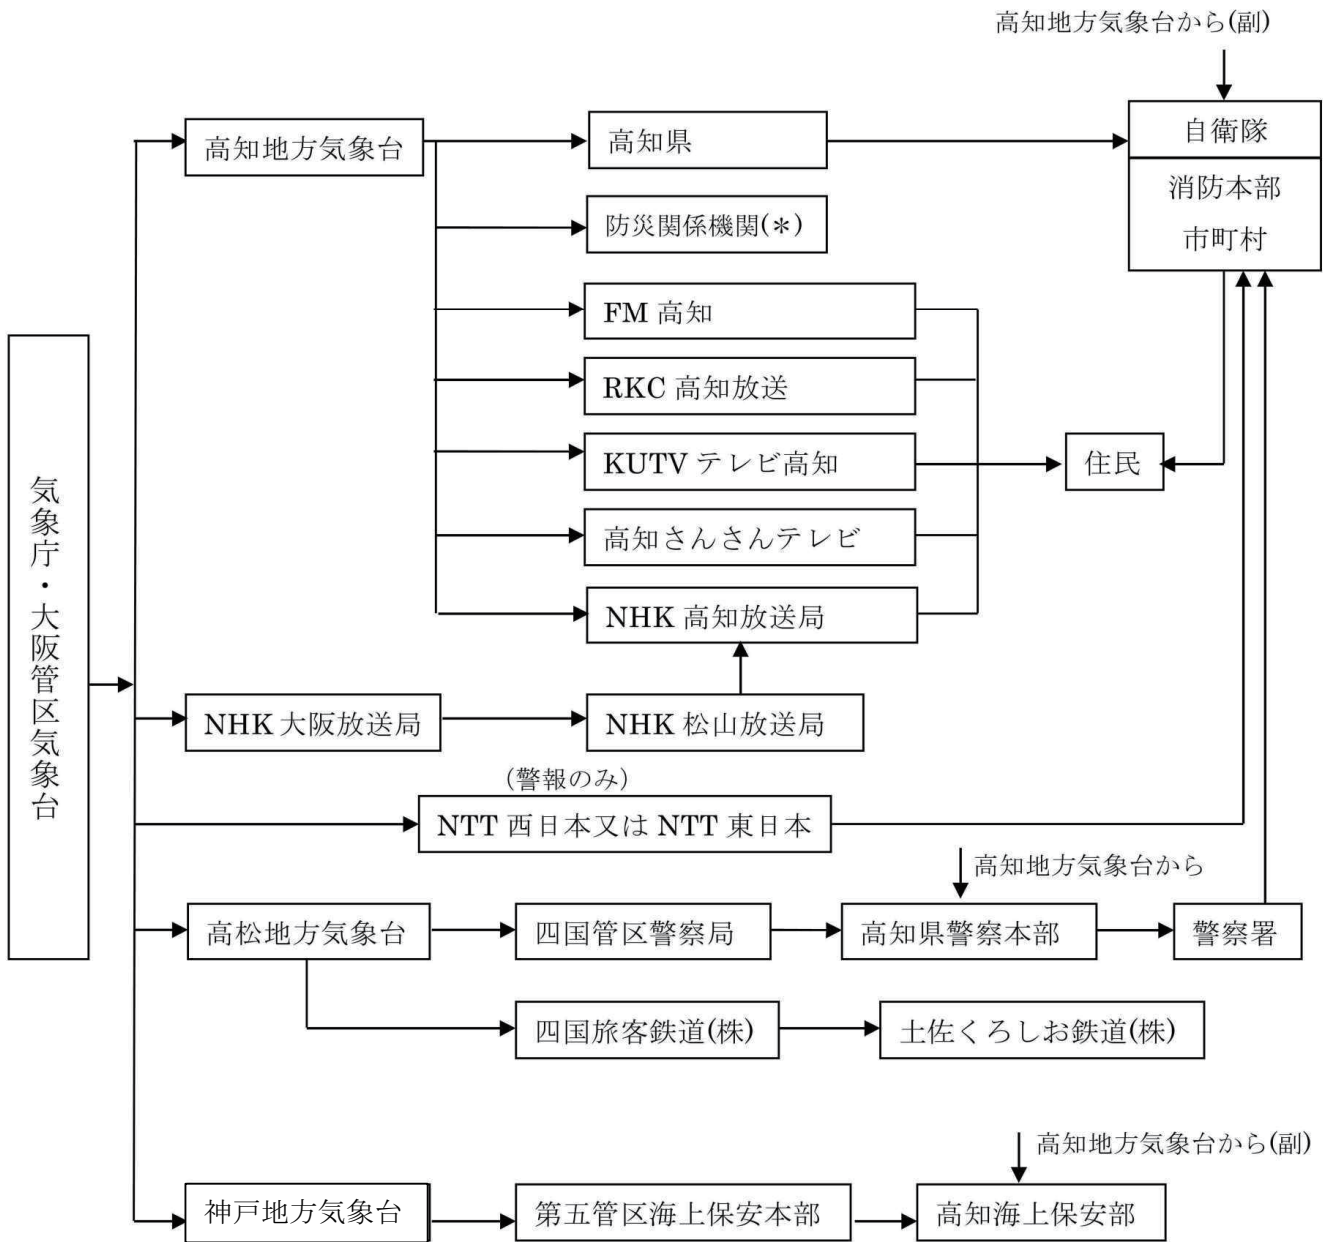 高知地方気象台から(副)
高知地方気象台
高知県
自衛隊
消防本部
市町村
防災関係機関(＊)
FM 高知
RKC 高知放送
KUTV テレビ高知
住民
高知さんさんテレビ
NHK 高知放送局
気象庁・大阪管区気象台
NHK 大阪放送局
NHK 松山放送局
（警報のみ）
NTT 西日本又は NTT 東日本
高知地方気象台から
高松地方気象台
四国管区警察局
高知県警察本部
警察署
四国旅客鉄道(株)
土佐くろしお鉄道(株)
高知地方気象台から(副)
神戸地方気象台
第五管区海上保安本部
高知海上保安部